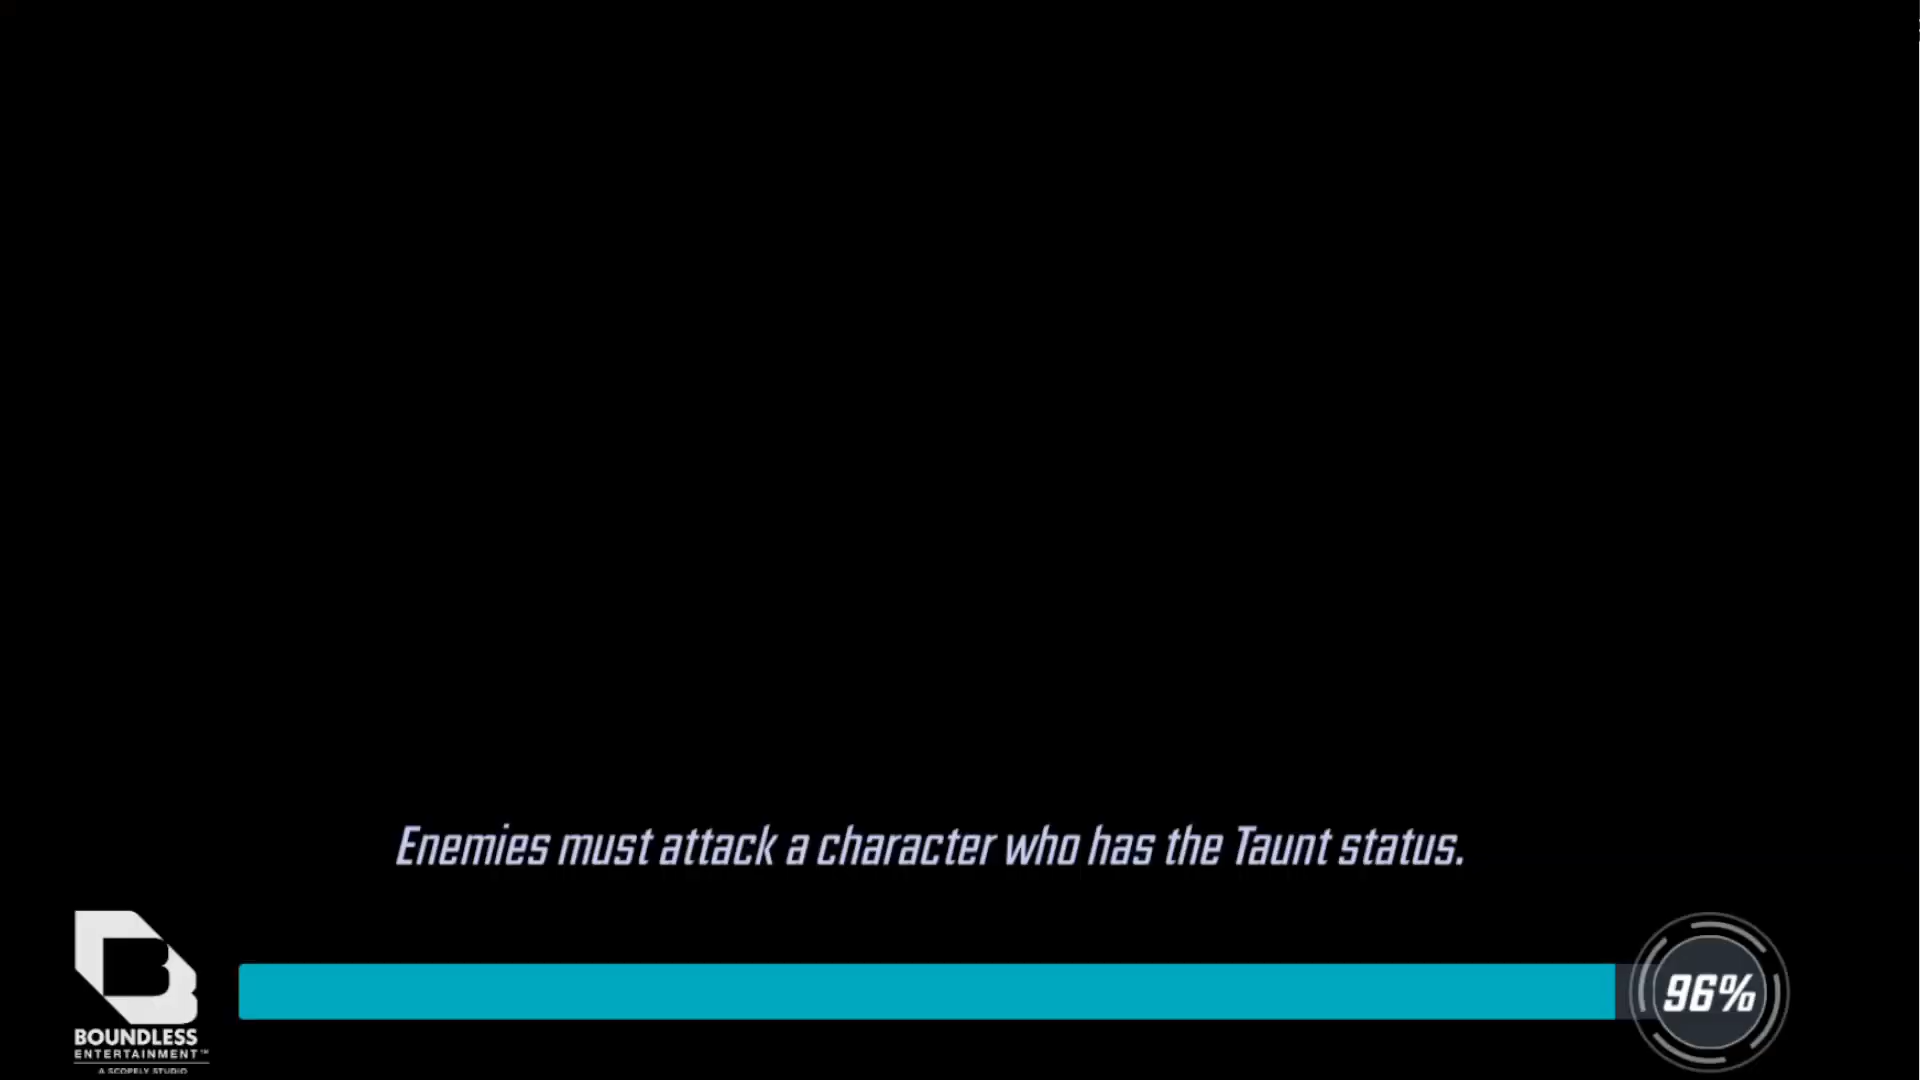 Enemies must attack a character who has the Taunt status.
96%
BOUNDLESS
ENTERTAINMENT™
A SCOPELY STUDIO